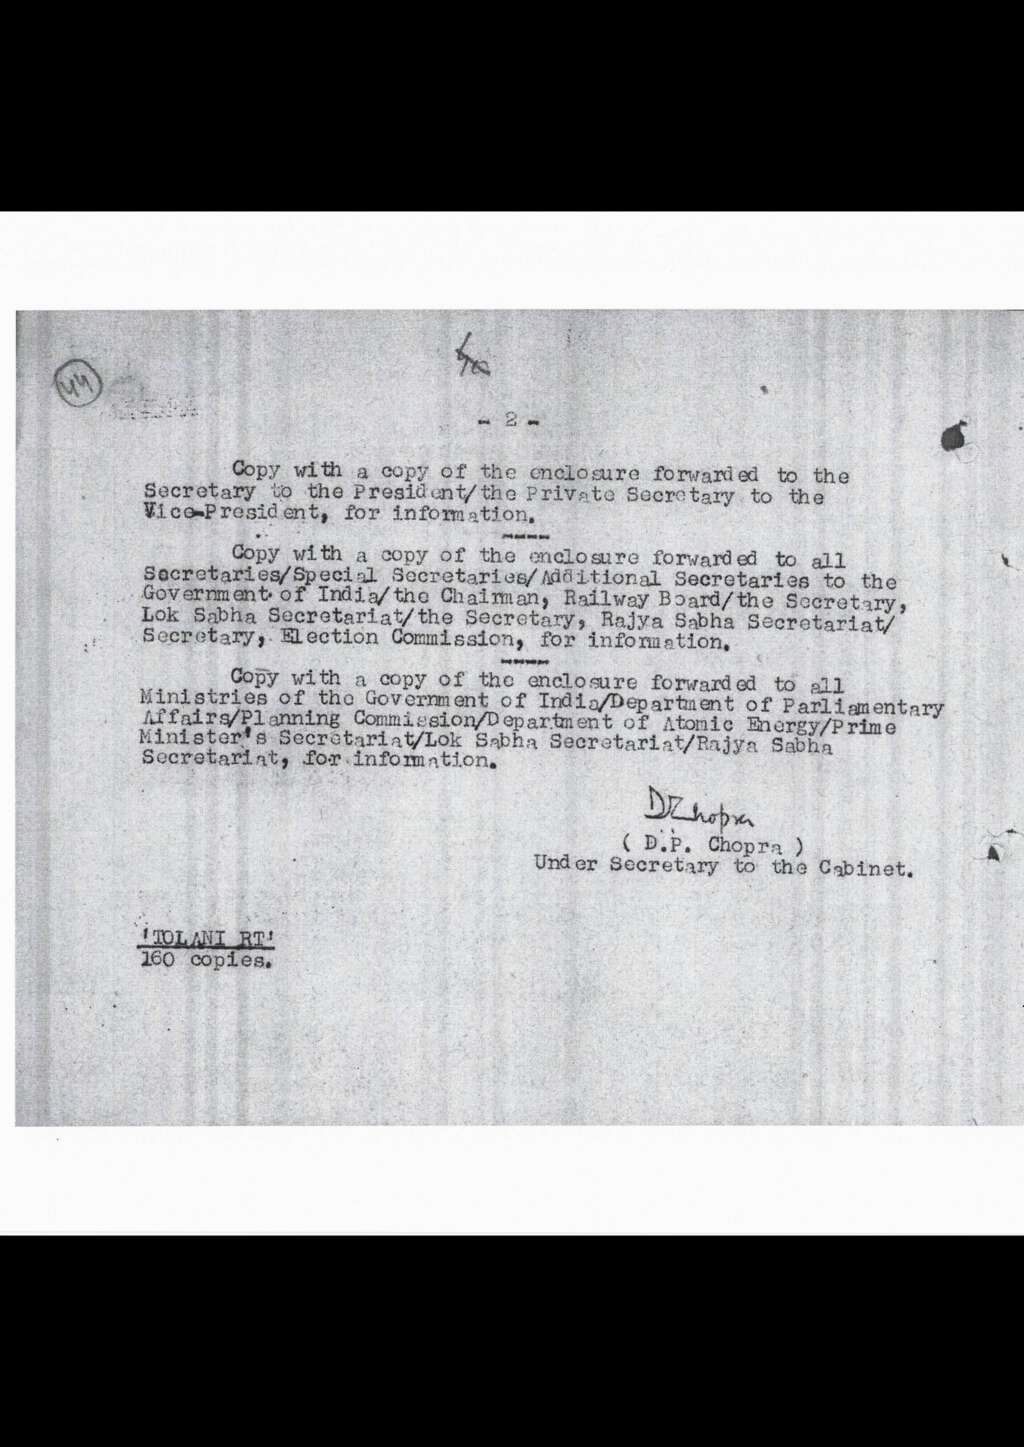 44
- 2 -
Copy with a copy of the enclosure forwarded to the
Secretary to the President/the Private Secretary to the
Vice-President, for information.
Copy with a copy of the enclosure forwarded to all
Secretaries/Special Secretaries/Additional Secretaries to the
Government of India/the Chairman, Railway Board/the Secretary,
Lok Sabha Secretariat/the Secretary, Rajya Sabha Secretariat/
Secretary, Election Commission, for information.
Copy with a copy of the enclosure forwarded to all
Ministries of the Government of India/Department of Parliamentary
Affairs/Planning Commission/Department of Atomic Energy/Prime
Minister's Secretariat/Lok Sabha Secretariat/Rajya Sabha
Secretariat, for information.
DPChopra
( D.P. Chopra )
Under Secretary to the Cabinet.
'TOLANI RT'
160 copies.